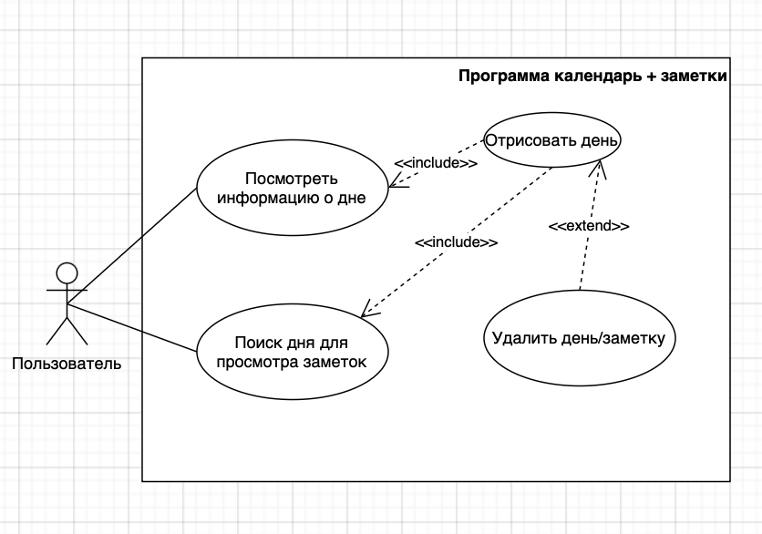 Программа календарь + заметки
Отрисовать день
<<include>>
Посмотреть
информацию о дне
<<extend>>
<<include>>
Поиск дня для
просмотра заметок
Удалить день/заметку
Пользователь